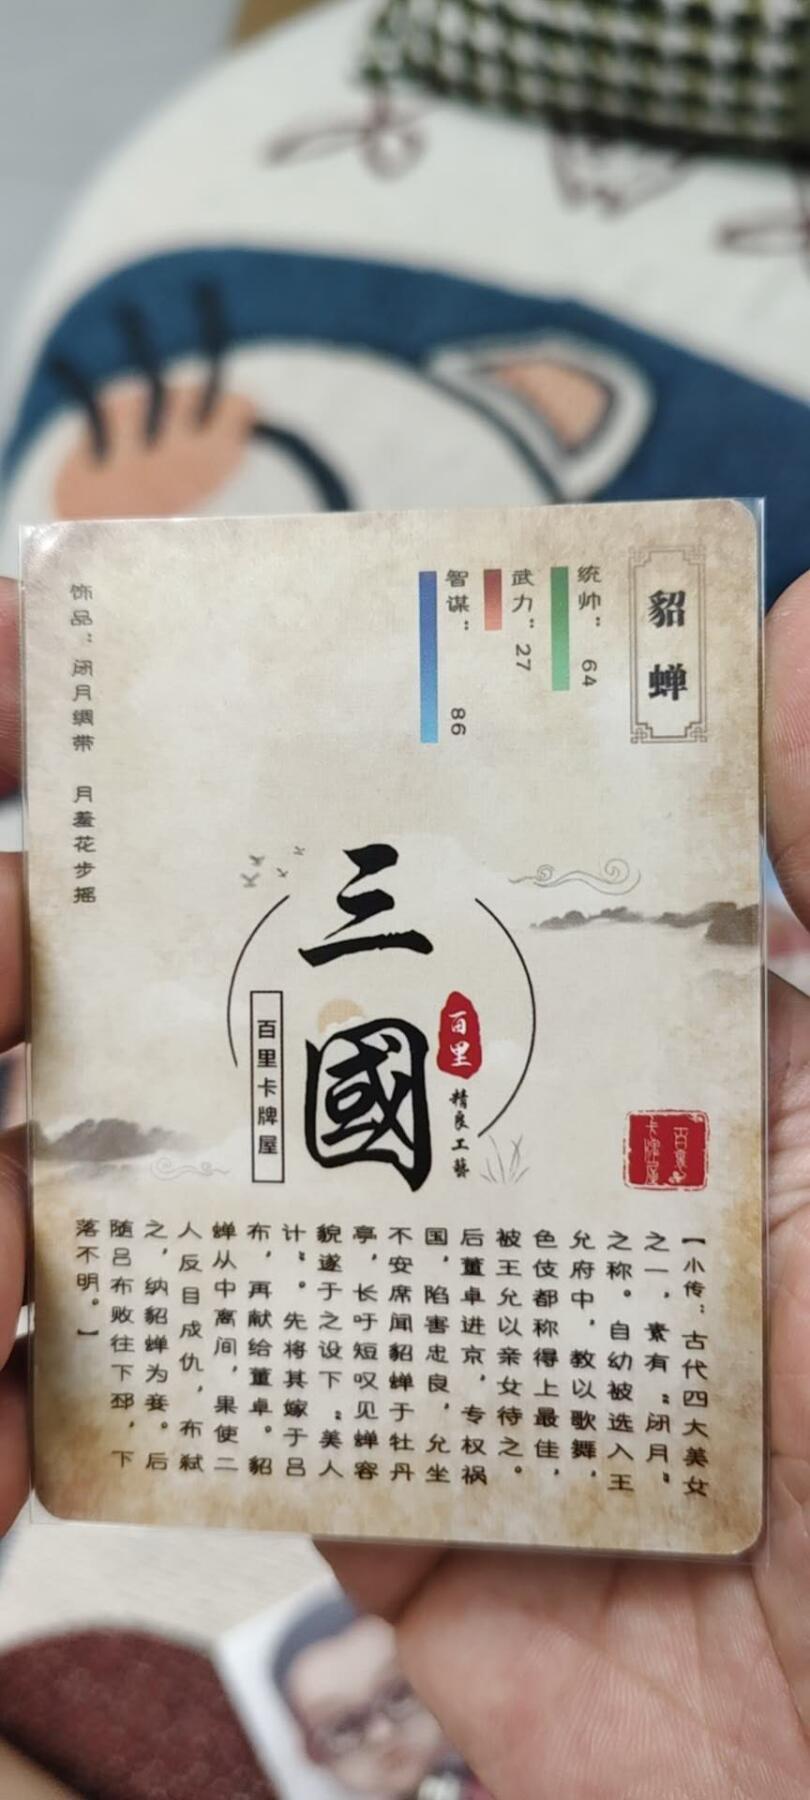 貂蝉
统帅：64
武力：27
智谋：86
饰品：闭月绸带 月羞花步摇
三國
百里
精良工藝
百里卡牌屋
百里
卡牌屋
【小传：古代四大美女
之一，素有“闭月”
之称。自幼被选入王
允府中，教以歌舞，
色伎都称得上最佳，
被王允以亲女待之。
后董卓进京，专权祸
国，陷害忠良，允坐
不安席闻貂蝉于牡丹
亭，长吁短叹见蝉容
貌遂于之设下“美人
计”。先将其嫁于吕
布，再献给董卓。貂
蝉从中离间，果使二
人反目成仇，布弑
之，纳貂蝉为妾。后
随吕布败往下邳，下
落不明。】